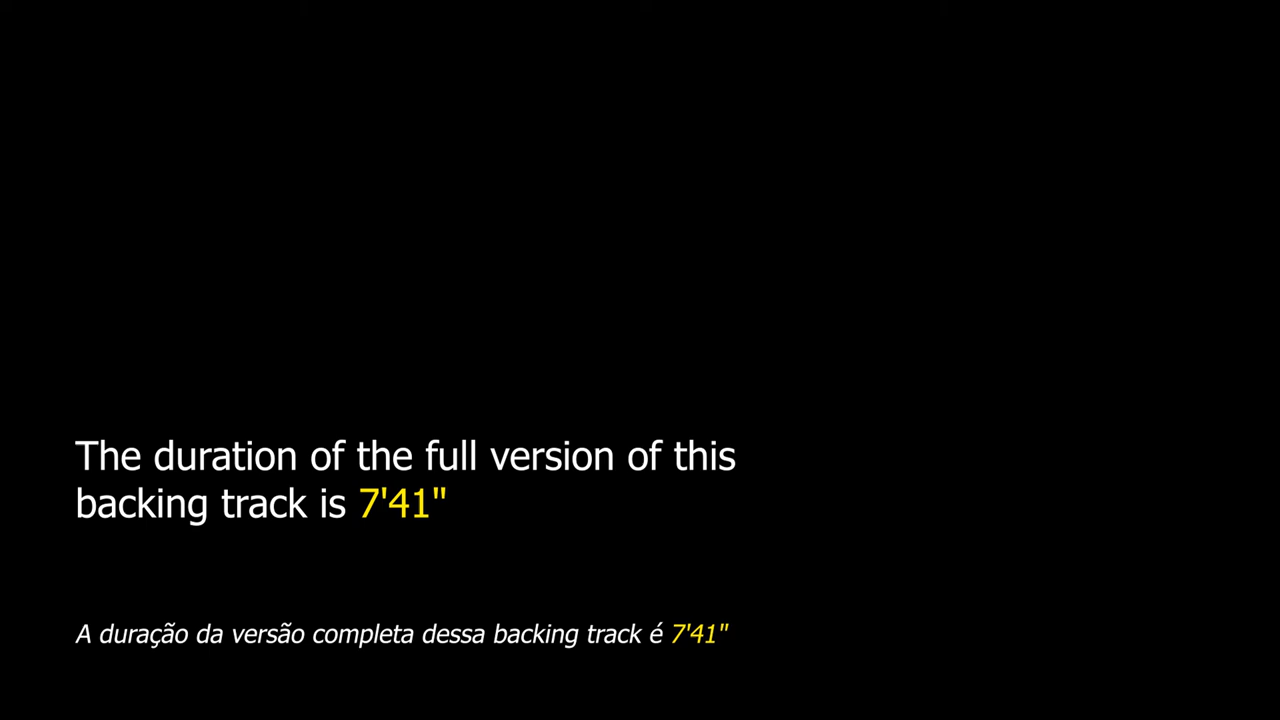 The duration of the full version of this
backing track is 7'41"
A duração da versão completa dessa backing track é 7'41"